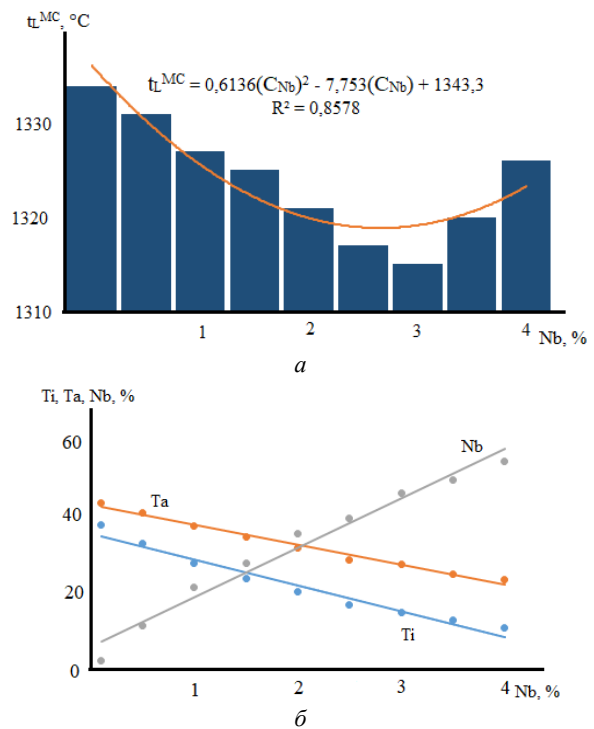 tL^MC, °C
tL^MC = 0,6136(CNb)² - 7,753(CNb) + 1343,3
R² = 0,8578
1330
1320
1310
1 2 3 4 Nb, %
а
Ti, Ta, Nb, %
60
Nb
Ta
40
20
Ti
0
1 2 3 4 Nb, %
б